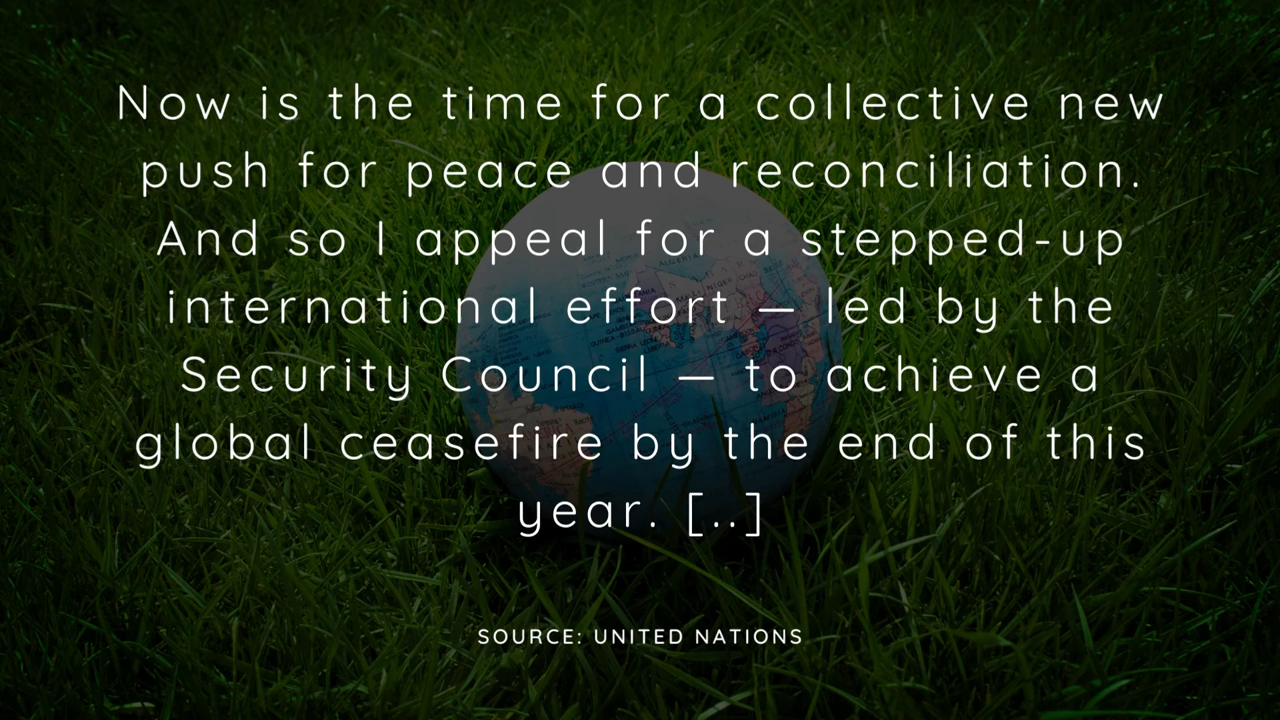 Now is the time for a collective new
push for peace and reconciliation.
And so I appeal for a stepped-up
international effort — led by the
Security Council — to achieve a
global ceasefire by the end of this
year. [..]
SOURCE: UNITED NATIONS